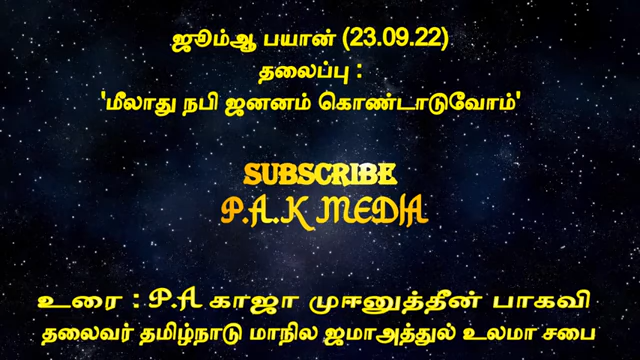 ஜும்ஆ பயான் (23.09.22)
தலைப்பு :
'மீலாது நபி ஜனனம் கொண்டாடுவோம்'
SUBSCRIBE
P.A.K MEDIA
உரை : P.A காஜா முஈனுத்தீன் பாகவி
தலைவர் தமிழ்நாடு மாநில ஜமாஅத்துல் உலமா சபை